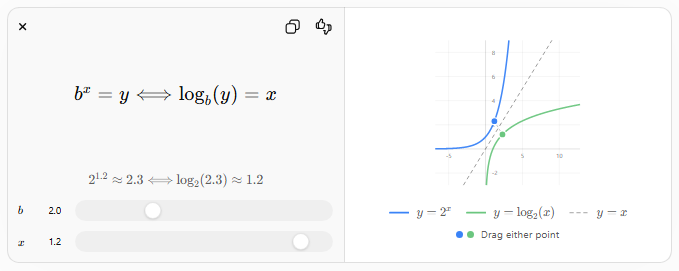 b^x = y ⟺ log_b(y) = x
2^1.2 ≈ 2.3 ⟺ log_2(2.3) ≈ 1.2
b 2.0
x 1.2
8
6
4
-2
-5 5 10
y = 2^x y = log_2(x) y = x
Drag either point